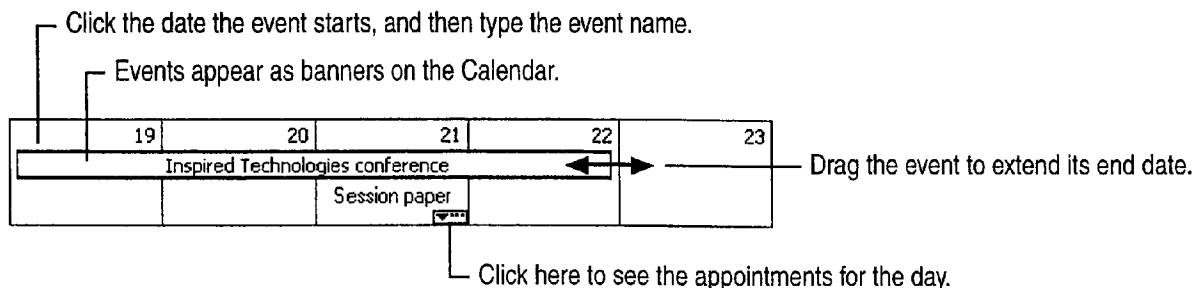 Click the date the event starts, and then type the event name.
Events appear as banners on the Calendar.
19 20 21 22 23
Inspired Technologies conference
Drag the event to extend its end date.
Session paper
Click here to see the appointments for the day.